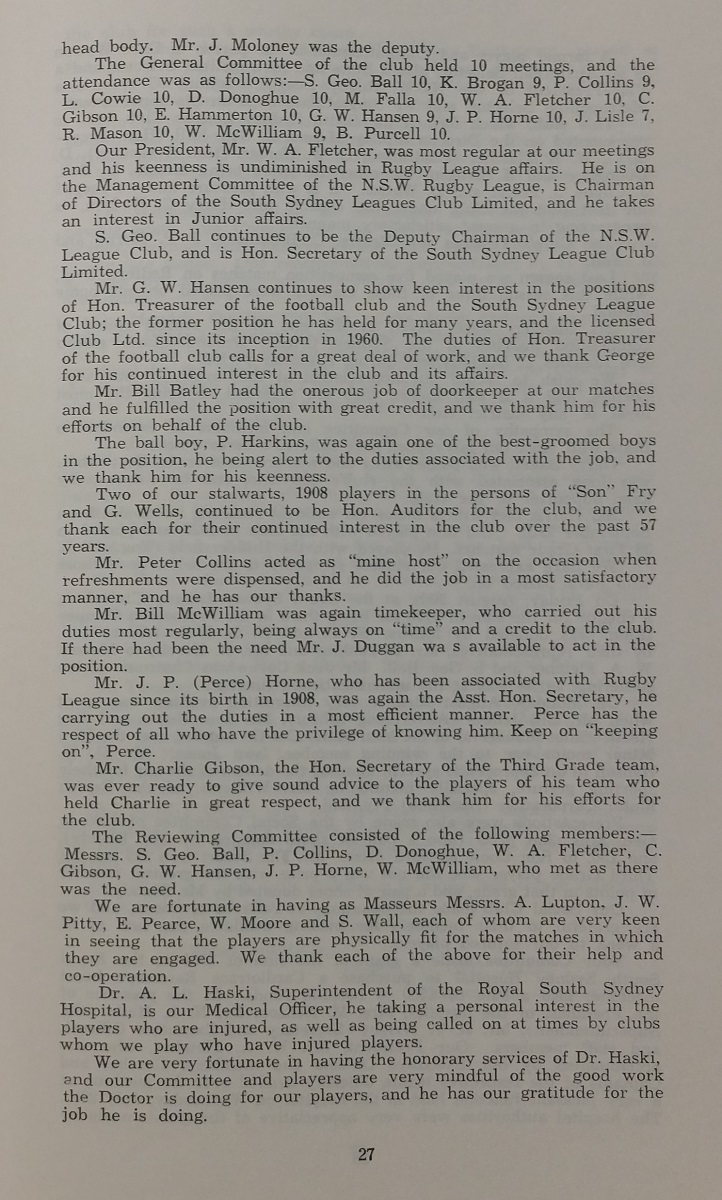 head body. Mr. J. Moloney was the deputy.
The General Committee of the club held 10 meetings, and the
attendance was as follows:—S. Geo. Ball 10, K. Brogan 9, P. Collins 9,
L. Cowie 10, D. Donoghue 10, M. Falla 10, W. A. Fletcher 10, C.
Gibson 10, E. Hammerton 10, G. W. Hansen 9, J. P. Horne 10, J. Lisle 7,
R. Mason 10, W. McWilliam 9, B. Purcell 10.
Our President, Mr. W. A. Fletcher, was most regular at our meetings
and his keenness is undiminished in Rugby League affairs. He is on
the Management Committee of the N.S.W. Rugby League, is Chairman
of Directors of the South Sydney Leagues Club Limited, and he takes
an interest in Junior affairs.
S. Geo. Ball continues to be the Deputy Chairman of the N.S.W.
League Club, and is Hon. Secretary of the South Sydney League Club
Limited.
Mr. G. W. Hansen continues to show keen interest in the positions
of Hon. Treasurer of the football club and the South Sydney League
Club; the former position he has held for many years, and the licensed
Club Ltd. since its inception in 1960. The duties of Hon. Treasurer
of the football club calls for a great deal of work, and we thank George
for his continued interest in the club and its affairs.
Mr. Bill Batley had the onerous job of doorkeeper at our matches
and he fulfilled the position with great credit, and we thank him for his
efforts on behalf of the club.
The ball boy, P. Harkins, was again one of the best-groomed boys
in the position, he being alert to the duties associated with the job, and
we thank him for his keenness.
Two of our stalwarts, 1908 players in the persons of "Son" Fry
and G. Wells, continued to be Hon. Auditors for the club, and we
thank each for their continued interest in the club over the past 57
years.
Mr. Peter Collins acted as "mine host" on the occasion when
refreshments were dispensed, and he did the job in a most satisfactory
manner, and he has our thanks.
Mr. Bill McWilliam was again timekeeper, who carried out his
duties most regularly, being always on "time" and a credit to the club.
If there had been the need Mr. J. Duggan wa s available to act in the
position.
Mr. J. P. (Perce) Horne, who has been associated with Rugby
League since its birth in 1908, was again the Asst. Hon. Secretary, he
carrying out the duties in a most efficient manner. Perce has the
respect of all who have the privilege of knowing him. Keep on "keeping
on", Perce.
Mr. Charlie Gibson, the Hon. Secretary of the Third Grade team,
was ever ready to give sound advice to the players of his team who
held Charlie in great respect, and we thank him for his efforts for
the club.
The Reviewing Committee consisted of the following members:—
Messrs. S. Geo. Ball, P. Collins, D. Donoghue, W. A. Fletcher, C.
Gibson, G. W. Hansen, J. P. Horne, W. McWilliam, who met as there
was the need.
We are fortunate in having as Masseurs Messrs. A. Lupton. J. W.
Pitty, E. Pearce, W. Moore and S. Wall, each of whom are very keen
in seeing that the players are physically fit for the matches in which
they are engaged. We thank each of the above for their help and
co-operation.
Dr. A. L. Haski, Superintendent of the Royal South Sydney
Hospital, is our Medical Officer, he taking a personal interest in the
players who are injured, as well as being called on at times by clubs
whom we play who have injured players.
We are very fortunate in having the honorary services of Dr. Haski,
and our Committee and players are very mindful of the good work
the Doctor is doing for our players, and he has our gratitude for the
job he is doing.
27